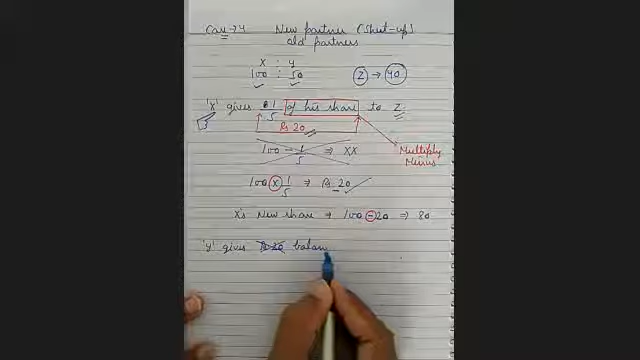 Case → 4 New partner (Shut-up)
old partners
X : Y
100 : 50 Z → 40
'X' gives 1/5 of his share to Z
Rs 20
100 - 1/5 ⇒ XX
Multiply
Minus
100 x 1/5 ⇒ Rs 20 ✓
X's New share ⇒ 100 - 20 ⇒ 80
'Y' gives Rs 20 balan